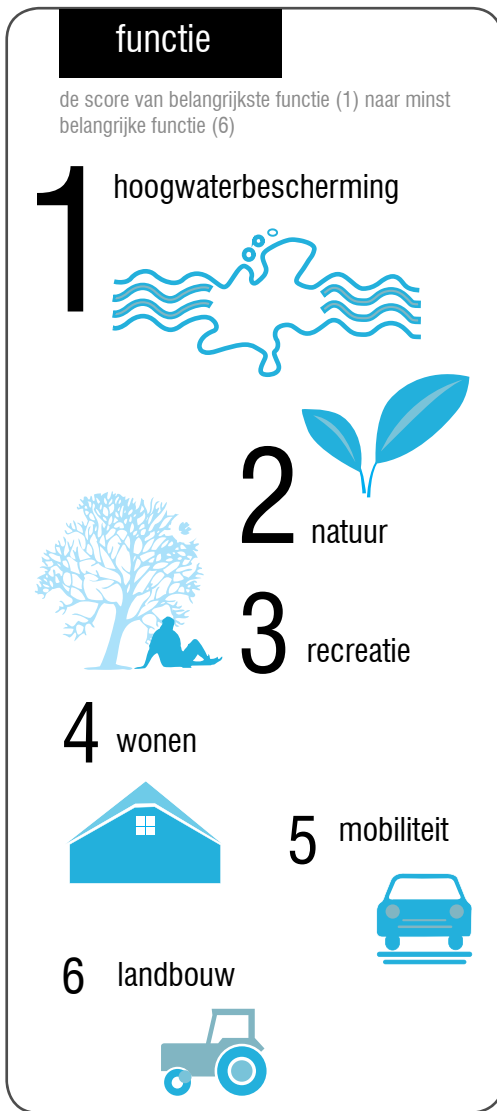 functie
de score van belangrijkste functie (1) naar minst
belangrijke functie (6)
1 hoogwaterbescherming
2 natuur
3 recreatie
4 wonen
5 mobiliteit
6 landbouw